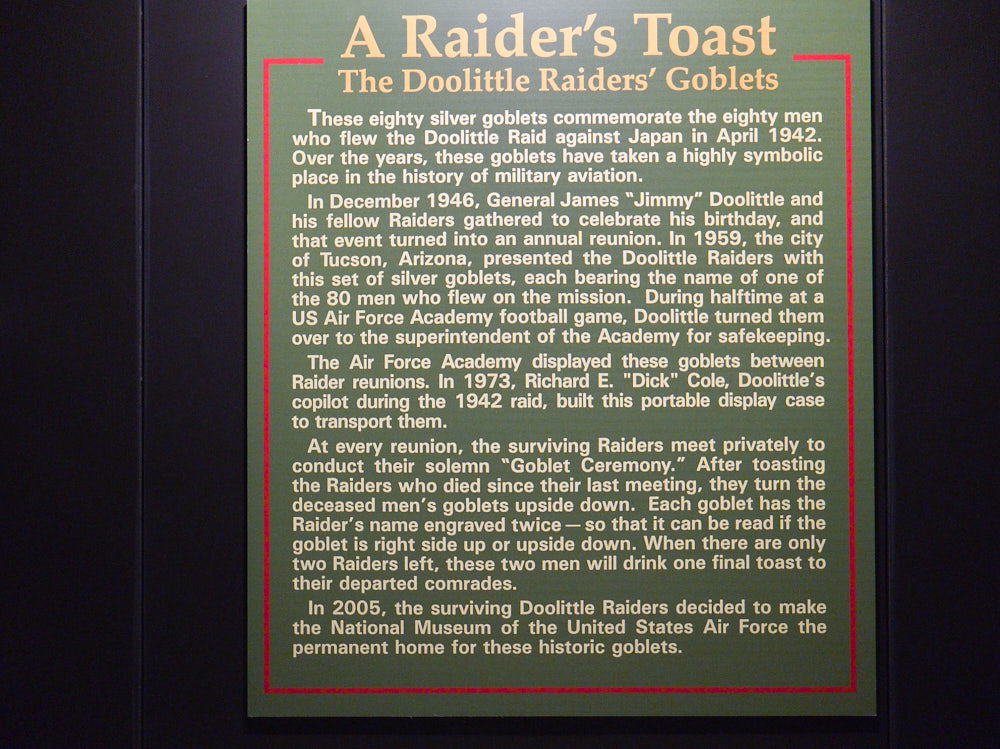 A Raider's Toast
The Doolittle Raiders' Goblets
These eighty silver goblets commemorate the eighty men
who flew the Doolittle Raid against Japan in April 1942.
Over the years, these goblets have taken a highly symbolic
place in the history of military aviation.
In December 1946, General James "Jimmy" Doolittle and
his fellow Raiders gathered to celebrate his birthday, and
that event turned into an annual reunion. In 1959, the city
of Tucson, Arizona, presented the Doolittle Raiders with
this set of silver goblets, each bearing the name of one of
the 80 men who flew on the mission. During halftime at a
US Air Force Academy football game, Doolittle turned them
over to the superintendent of the Academy for safekeeping.
The Air Force Academy displayed these goblets between
Raider reunions. In 1973, Richard E. "Dick" Cole, Doolittle's
copilot during the 1942 raid, built this portable display case
to transport them.
At every reunion, the surviving Raiders meet privately to
conduct their solemn "Goblet Ceremony." After toasting
the Raiders who died since their last meeting, they turn the
deceased men's goblets upside down. Each goblet has the
Raider's name engraved twice — so that it can be read if the
goblet is right side up or upside down. When there are only
two Raiders left, these two men will drink one final toast to
their departed comrades.
In 2005, the surviving Doolittle Raiders decided to make
the National Museum of the United States Air Force the
permanent home for these historic goblets.